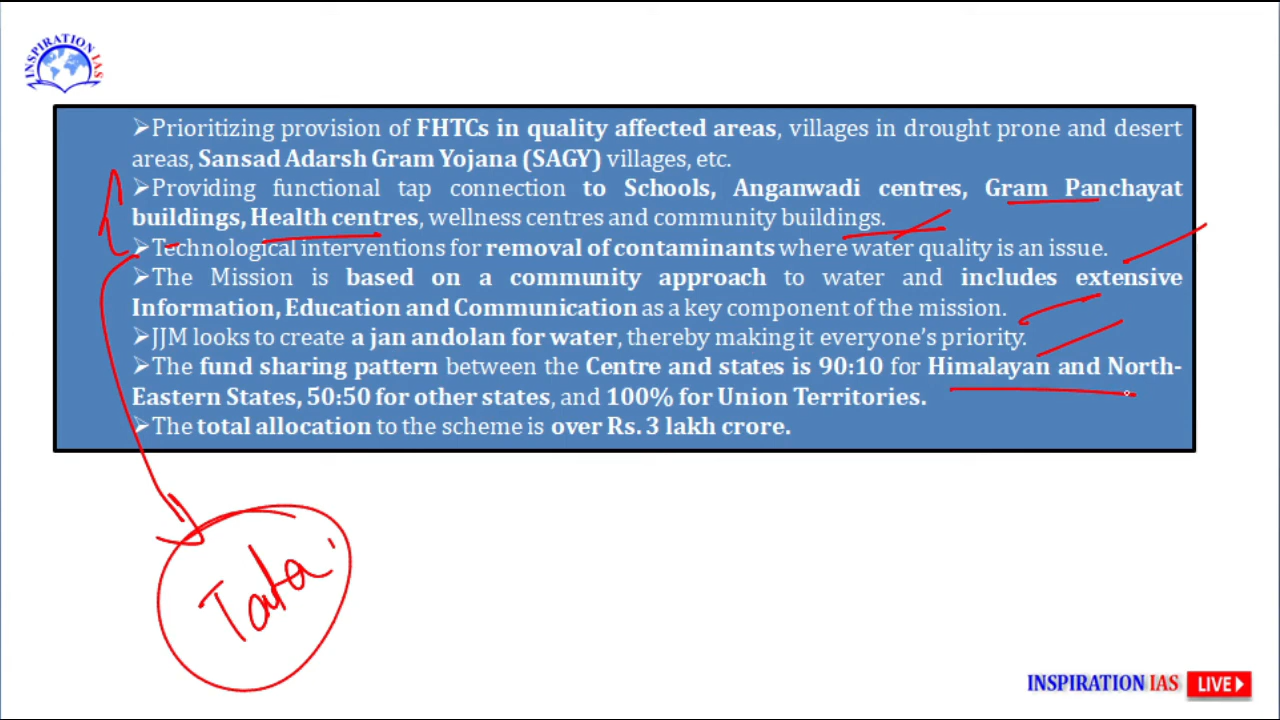 INSPIRATION IAS
➢Prioritizing provision of FHTCs in quality affected areas, villages in drought prone and desert
areas, Sansad Adarsh Gram Yojana (SAGY) villages, etc.
➢Providing functional tap connection to Schools, Anganwadi centres, Gram Panchayat
buildings, Health centres, wellness centres and community buildings.
➢Technological interventions for removal of contaminants where water quality is an issue.
➢The Mission is based on a community approach to water and includes extensive
Information, Education and Communication as a key component of the mission.
➢JJM looks to create a jan andolan for water, thereby making it everyone’s priority.
➢The fund sharing pattern between the Centre and states is 90:10 for Himalayan and North-
Eastern States, 50:50 for other states, and 100% for Union Territories.
➢The total allocation to the scheme is over Rs. 3 lakh crore.
Tata
INSPIRATION IAS LIVE